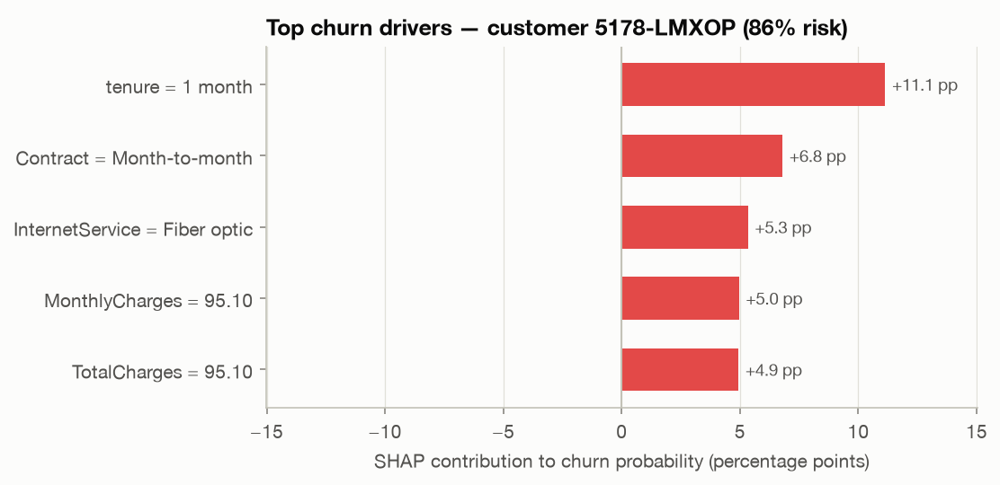 Top churn drivers — customer 5178-LMXOP (86% risk)
tenure = 1 month
+11.1 pp
Contract = Month-to-month
+6.8 pp
InternetService = Fiber optic
+5.3 pp
MonthlyCharges = 95.10
+5.0 pp
TotalCharges = 95.10
+4.9 pp
−15 −10 −5 0 5 10 15
SHAP contribution to churn probability (percentage points)